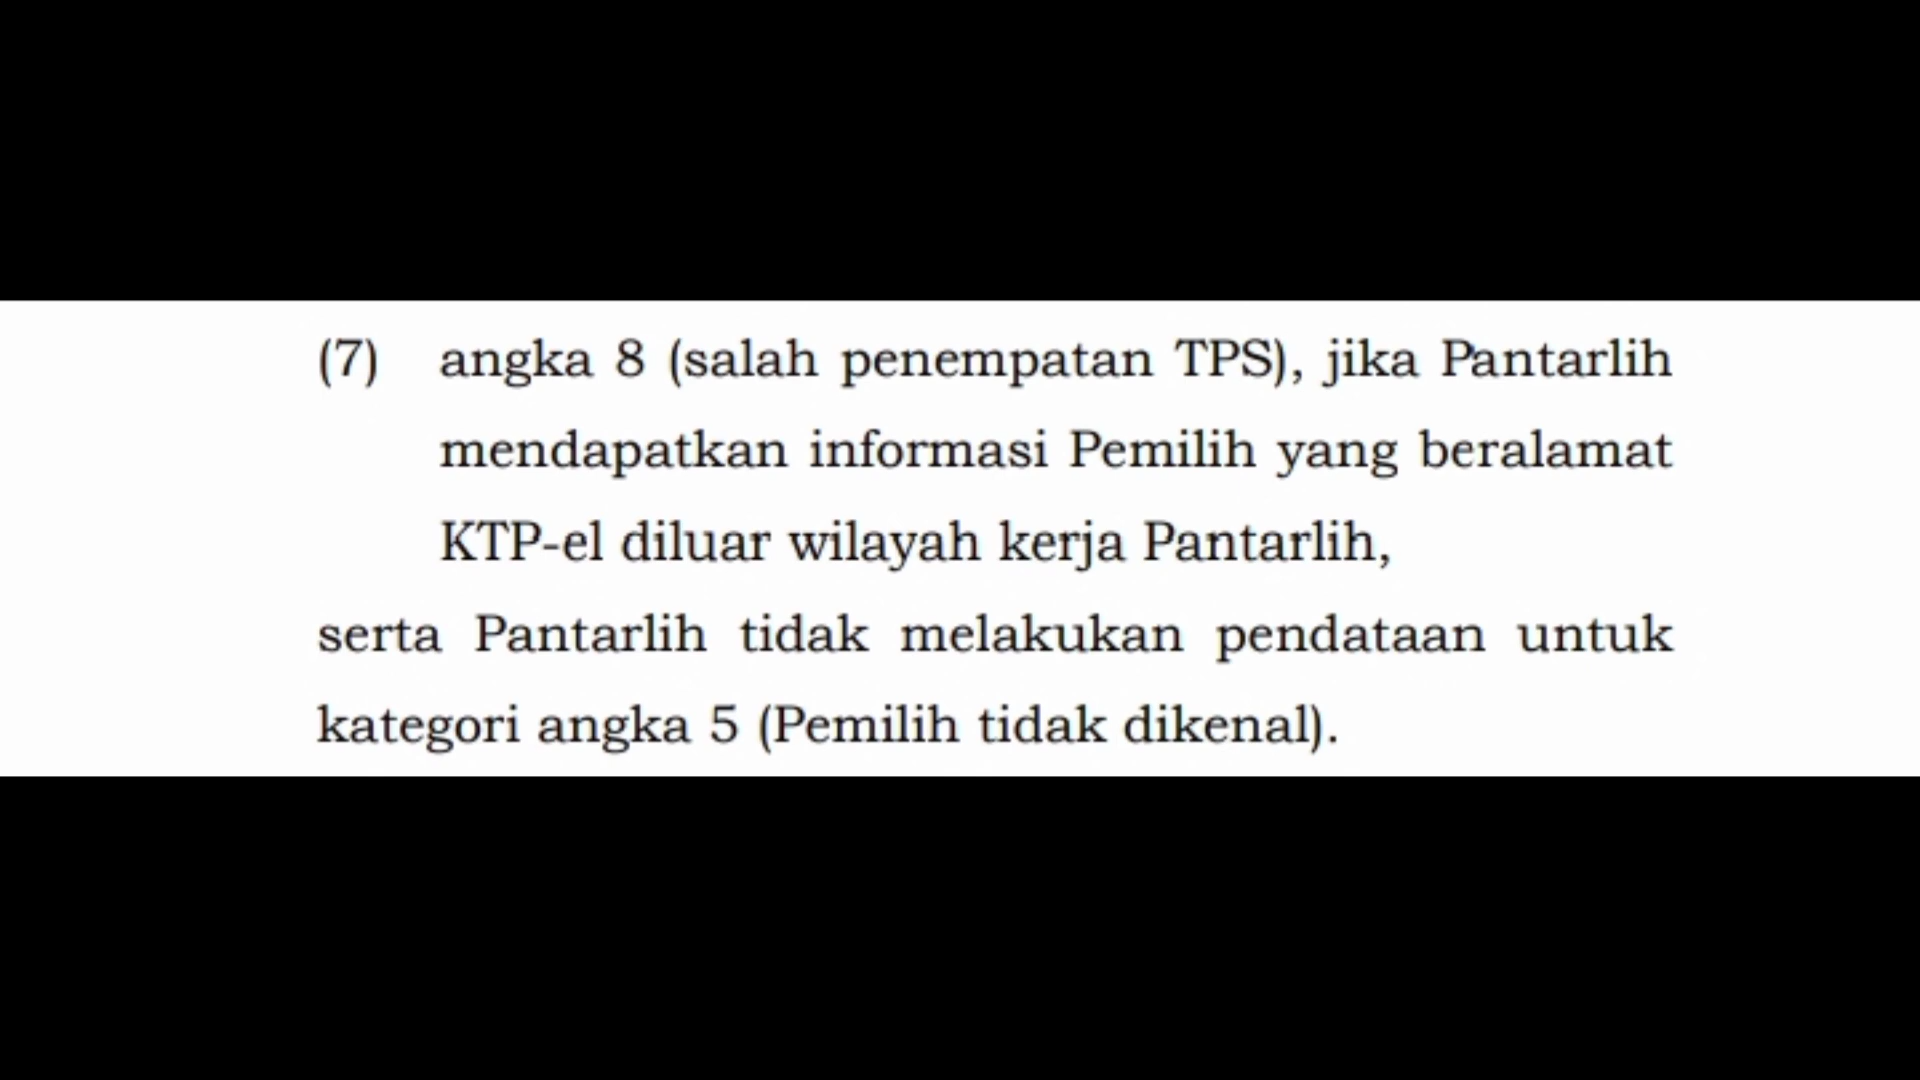 (7) angka 8 (salah penempatan TPS), jika Pantarlih
mendapatkan informasi Pemilih yang beralamat
KTP-el diluar wilayah kerja Pantarlih,
serta Pantarlih tidak melakukan pendataan untuk
kategori angka 5 (Pemilih tidak dikenal).